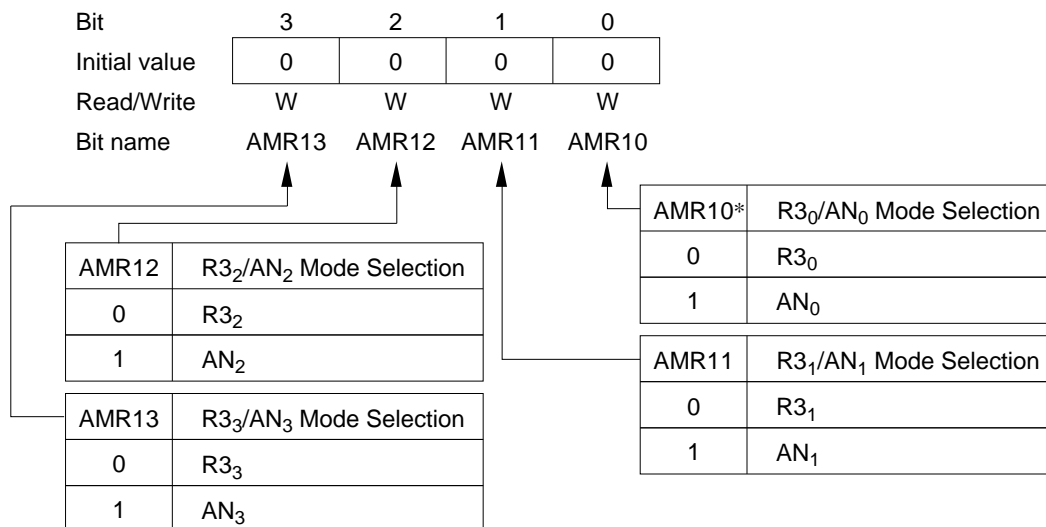 Bit 3 2 1 0
Initial value 0 0 0 0
Read/Write W W W W
Bit name AMR13 AMR12 AMR11 AMR10
AMR10* R3₀/AN₀ Mode Selection
0 R3₀
1 AN₀
AMR12 R3₂/AN₂ Mode Selection
0 R3₂
1 AN₂
AMR11 R3₁/AN₁ Mode Selection
0 R3₁
1 AN₁
AMR13 R3₃/AN₃ Mode Selection
0 R3₃
1 AN₃